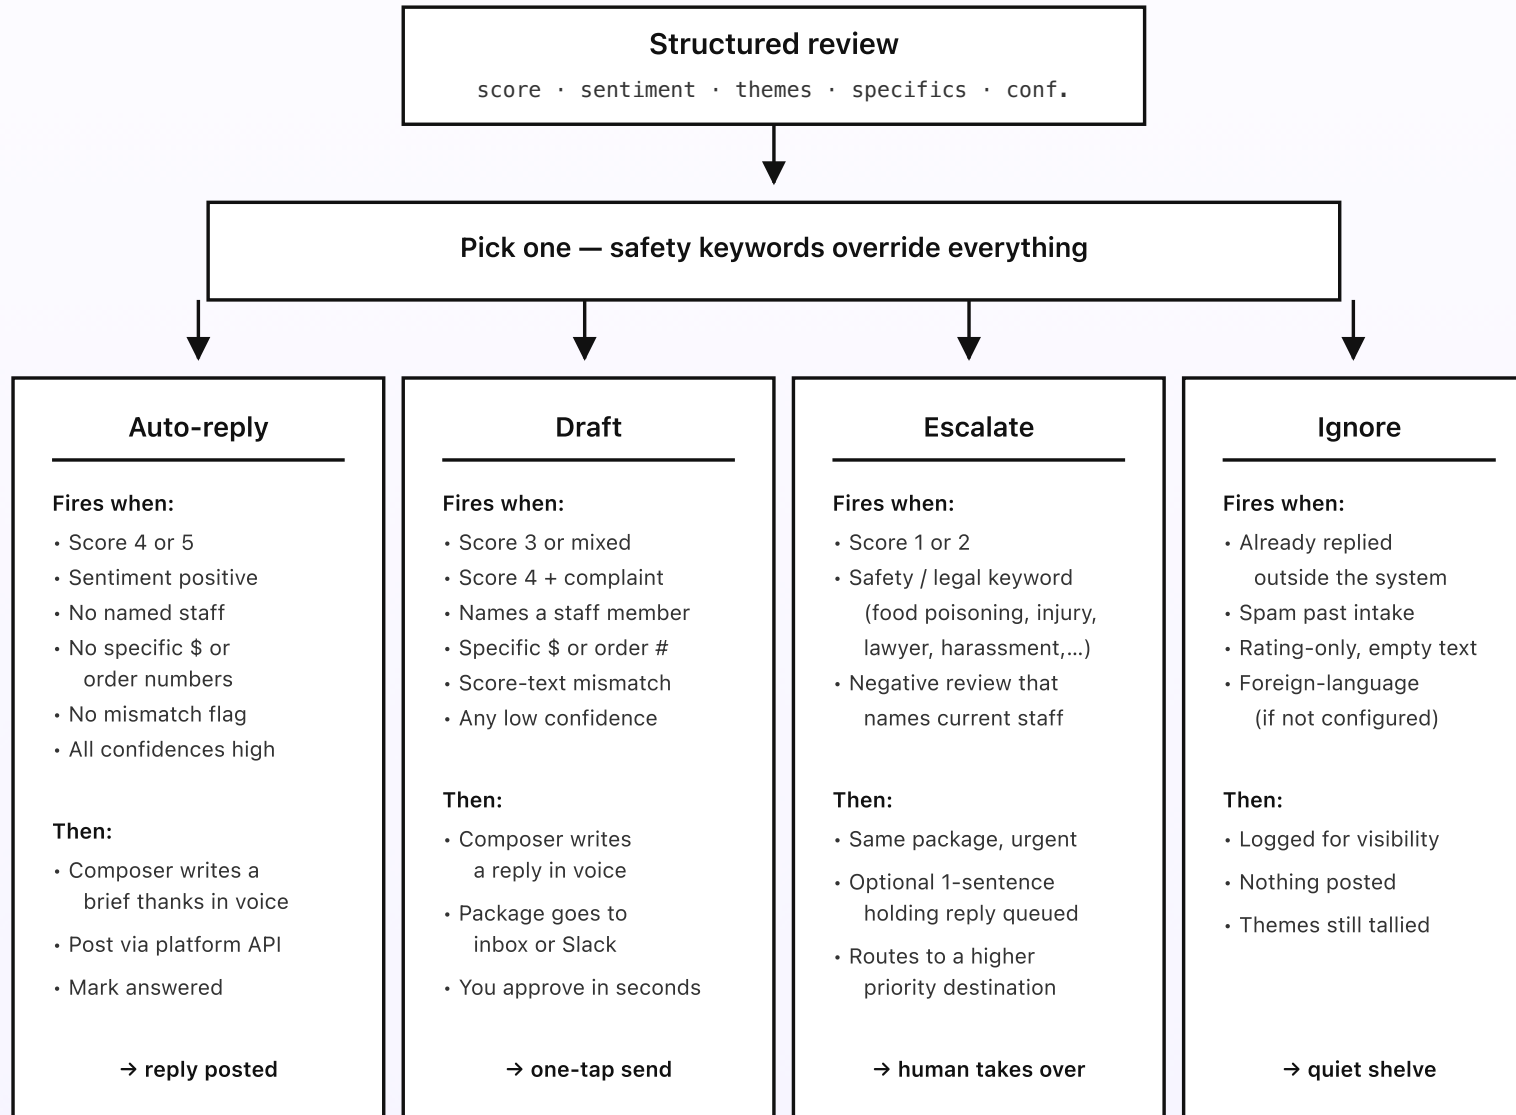 Structured review
score · sentiment · themes · specifics · conf.
Pick one — safety keywords override everything
Auto-reply
Fires when:
• Score 4 or 5
• Sentiment positive
• No named staff
• No specific $ or
order numbers
• No mismatch flag
• All confidences high
Then:
• Composer writes a
brief thanks in voice
• Post via platform API
• Mark answered
→ reply posted
Draft
Fires when:
• Score 3 or mixed
• Score 4 + complaint
• Names a staff member
• Specific $ or order #
• Score-text mismatch
• Any low confidence
Then:
• Composer writes
a reply in voice
• Package goes to
inbox or Slack
• You approve in seconds
→ one-tap send
Escalate
Fires when:
• Score 1 or 2
• Safety / legal keyword
(food poisoning, injury,
lawyer, harassment,…)
• Negative review that
names current staff
Then:
• Same package, urgent
• Optional 1-sentence
holding reply queued
• Routes to a higher
priority destination
→ human takes over
Ignore
Fires when:
• Already replied
outside the system
• Spam past intake
• Rating-only, empty text
• Foreign-language
(if not configured)
Then:
• Logged for visibility
• Nothing posted
• Themes still tallied
→ quiet shelve